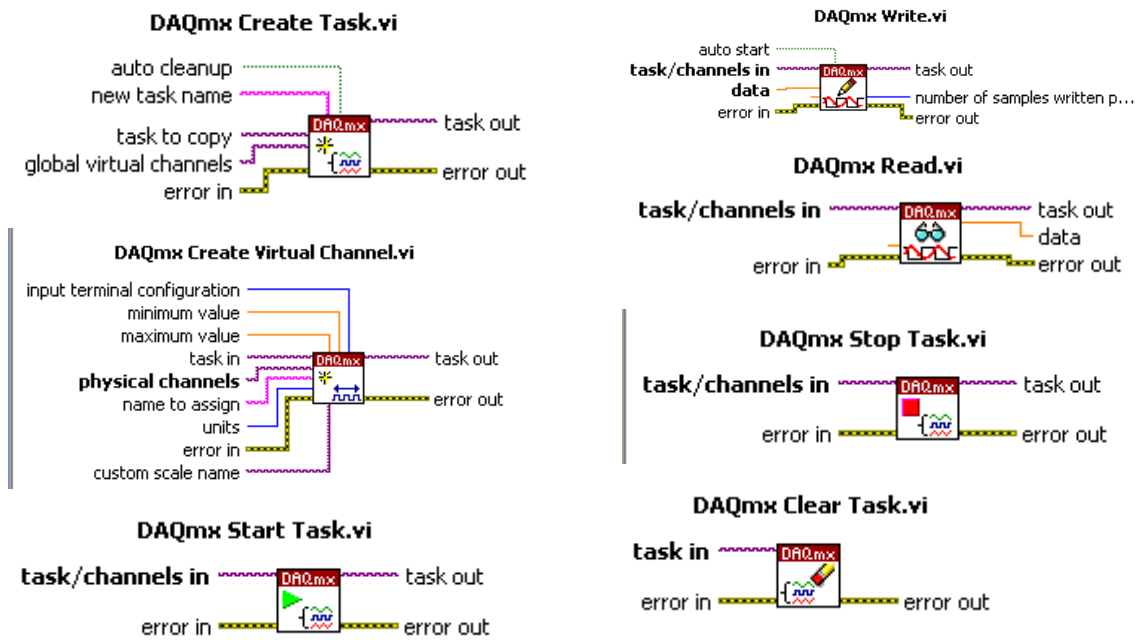 DAQmx Create Task.vi
auto cleanup
new task name
DAQmx
task out
task to copy
global virtual channels
error out
error in
DAQmx Create Virtual Channel.vi
input terminal configuration
minimum value
maximum value
task in
DAQmx
task out
physical channels
name to assign
error out
units
error in
custom scale name
DAQmx Start Task.vi
task/channels in
DAQmx
task out
error in
error out
DAQmx Write.vi
auto start
task/channels in
DAQmx
task out
data
number of samples written p...
error in
error out
DAQmx Read.vi
task/channels in
DAQmx
task out
data
error in
error out
DAQmx Stop Task.vi
task/channels in
DAQmx
task out
error in
error out
DAQmx Clear Task.vi
task in
DAQmx
error in
error out